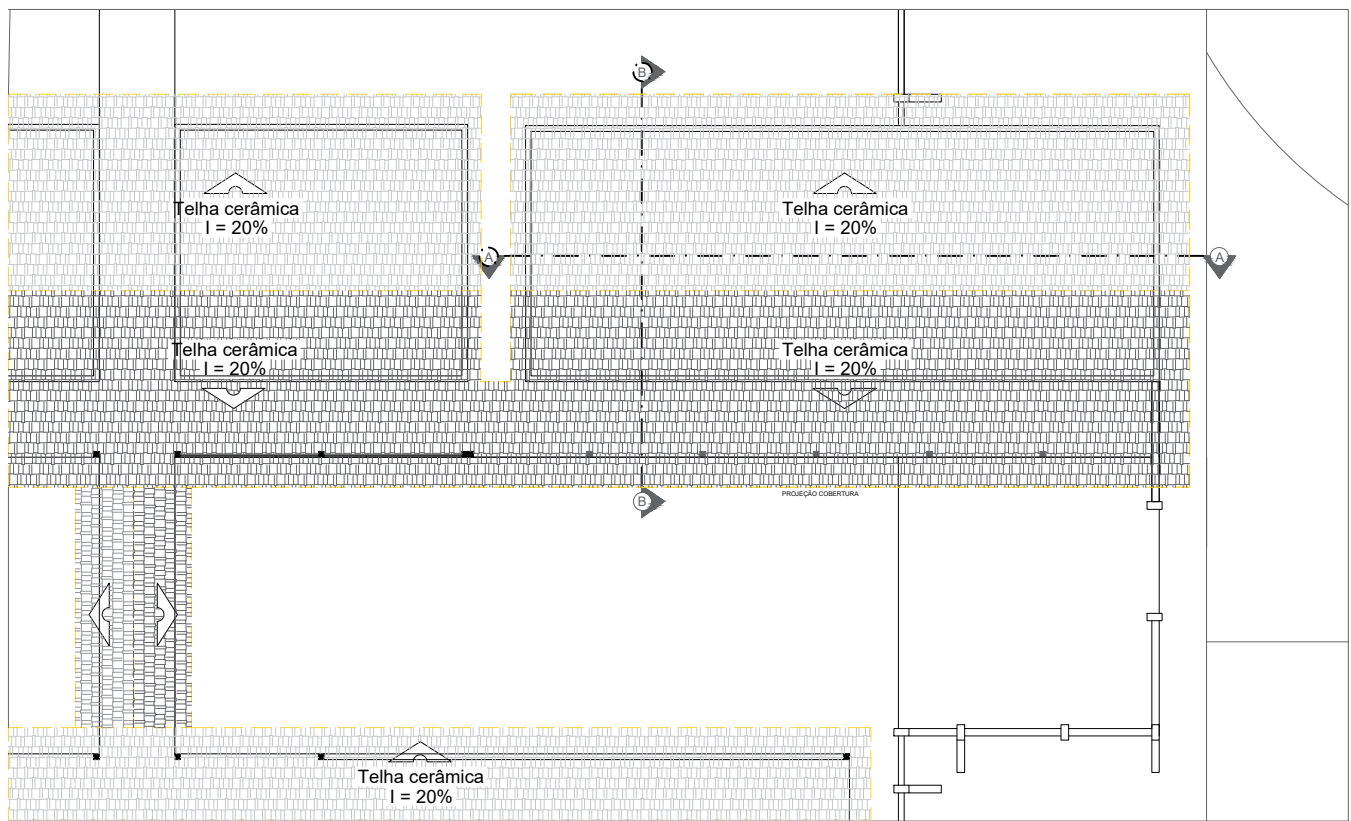 B
Telha cerâmica
I = 20%
Telha cerâmica
I = 20%
A
A
Telha cerâmica
I = 20%
Telha cerâmica
I = 20%
PROJEÇÃO COBERTURA
B
Telha cerâmica
I = 20%